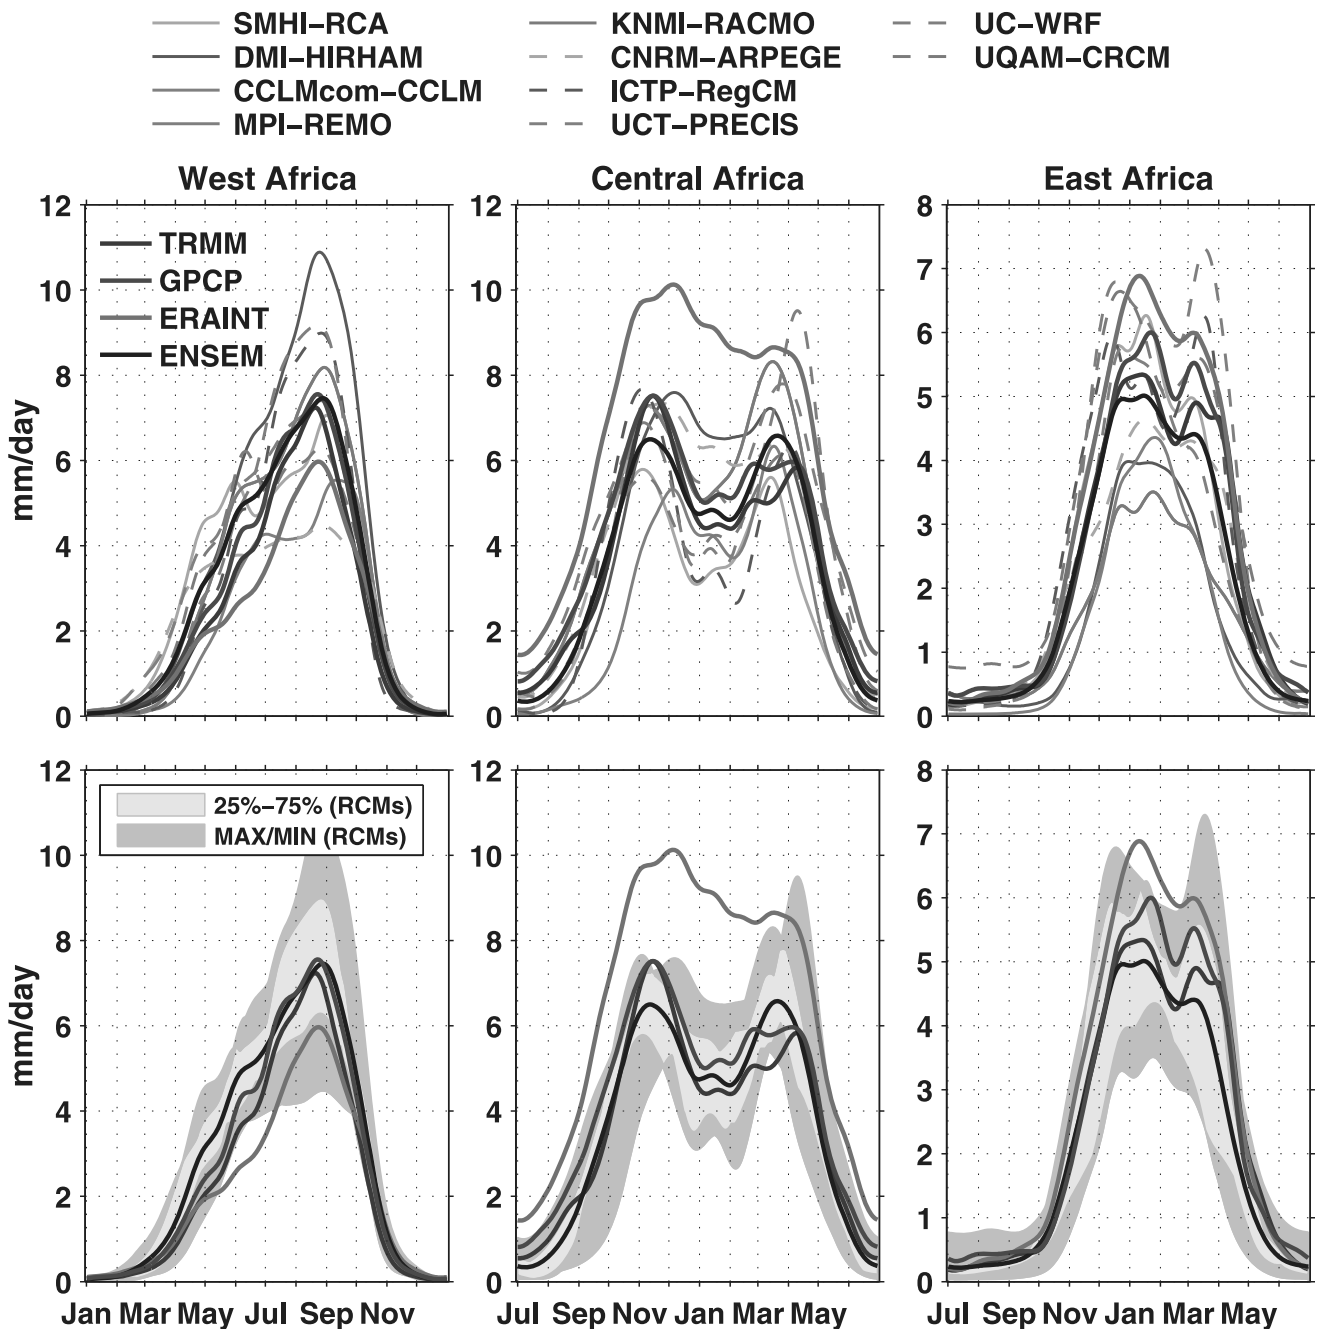 SMHI–RCA KNMI–RACMO UC–WRF
DMI–HIRHAM CNRM–ARPEGE UQAM–CRCM
CCLMcom–CCLM ICTP–RegCM
MPI–REMO UCT–PRECIS
West Africa Central Africa East Africa
12 12 8
TRMM
7
GPCP
10 10
ERAINT
6
ENSEM
8 8
5
mm/day
6 6 4
3
4 4
2
2 2
1
0 0 0
12 12 8
25%–75% (RCMs)
MAX/MIN (RCMs)
7
10 10
6
8 8
5
mm/day
6 6 4
3
4 4
2
2 2
1
0 0 0
Jan Mar May Jul Sep Nov Jul Sep Nov Jan Mar May Jul Sep Nov Jan Mar May